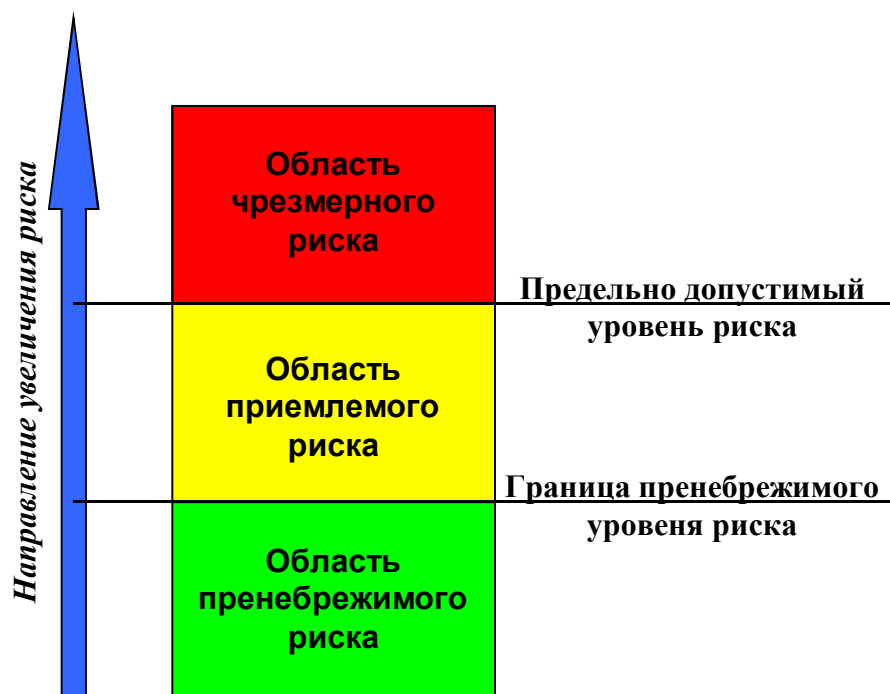 Направление увеличения риска
Область
чрезмерного
риска
Предельно допустимый
уровень риска
Область
приемлемого
риска
Граница пренебрежимого
уровеня риска
Область
пренебрежимого
риска